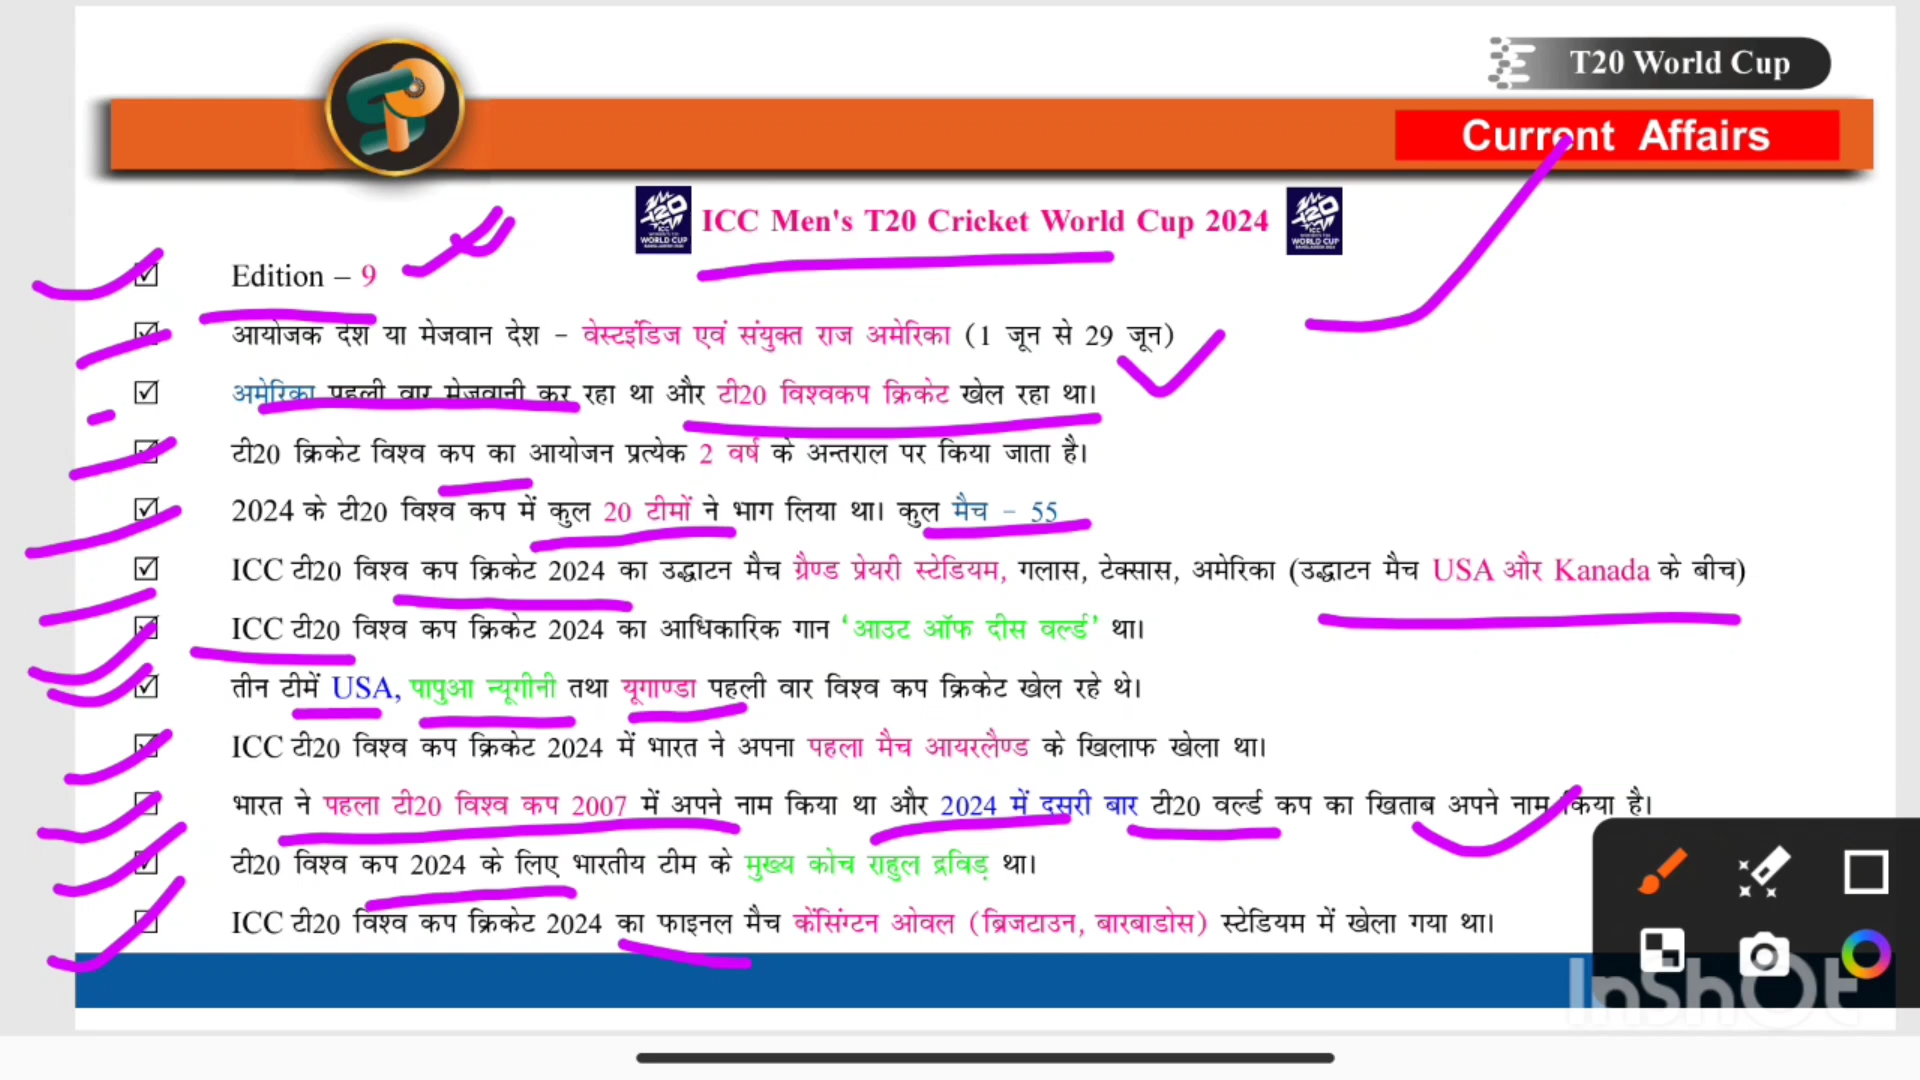 T20 World Cup
Current Affairs
ICC Men's T20 Cricket World Cup 2024
Edition – 9
आयोजक देश या मेजवान देश – वेस्टइंडिज एवं संयुक्त राज अमेरिका (1 जून से 29 जून)
अमेरिका पहली वार मेजवानी कर रहा था और टी20 विश्वकप क्रिकेट खेल रहा था।
टी20 क्रिकेट विश्व कप का आयोजन प्रत्येक 2 वर्ष के अन्तराल पर किया जाता है।
2024 के टी20 विश्व कप में कुल 20 टीमों ने भाग लिया था। कुल मैच – 55
ICC टी20 विश्व कप क्रिकेट 2024 का उद्घाटन मैच ग्रैण्ड प्रेयरी स्टेडियम, गलास, टेक्सास, अमेरिका (उद्घाटन मैच USA और Kanada के बीच)
ICC टी20 विश्व कप क्रिकेट 2024 का आधिकारिक गान ‘आउट ऑफ दीस वर्ल्ड’ था।
तीन टीमें USA, पापुआ न्यूगीनी तथा यूगाण्डा पहली वार विश्व कप क्रिकेट खेल रहे थे।
ICC टी20 विश्व कप क्रिकेट 2024 में भारत ने अपना पहला मैच आयरलैण्ड के खिलाफ खेला था।
भारत ने पहला टी20 विश्व कप 2007 में अपने नाम किया था और 2024 में दूसरी बार टी20 वर्ल्ड कप का खिताब अपने नाम किया है।
टी20 विश्व कप 2024 के लिए भारतीय टीम के मुख्य कोच राहुल द्रविड़ था।
ICC टी20 विश्व कप क्रिकेट 2024 का फाइनल मैच केंसिंग्टन ओवल (ब्रिजटाउन, बारबाडोस) स्टेडियम में खेला गया था।
InShOt